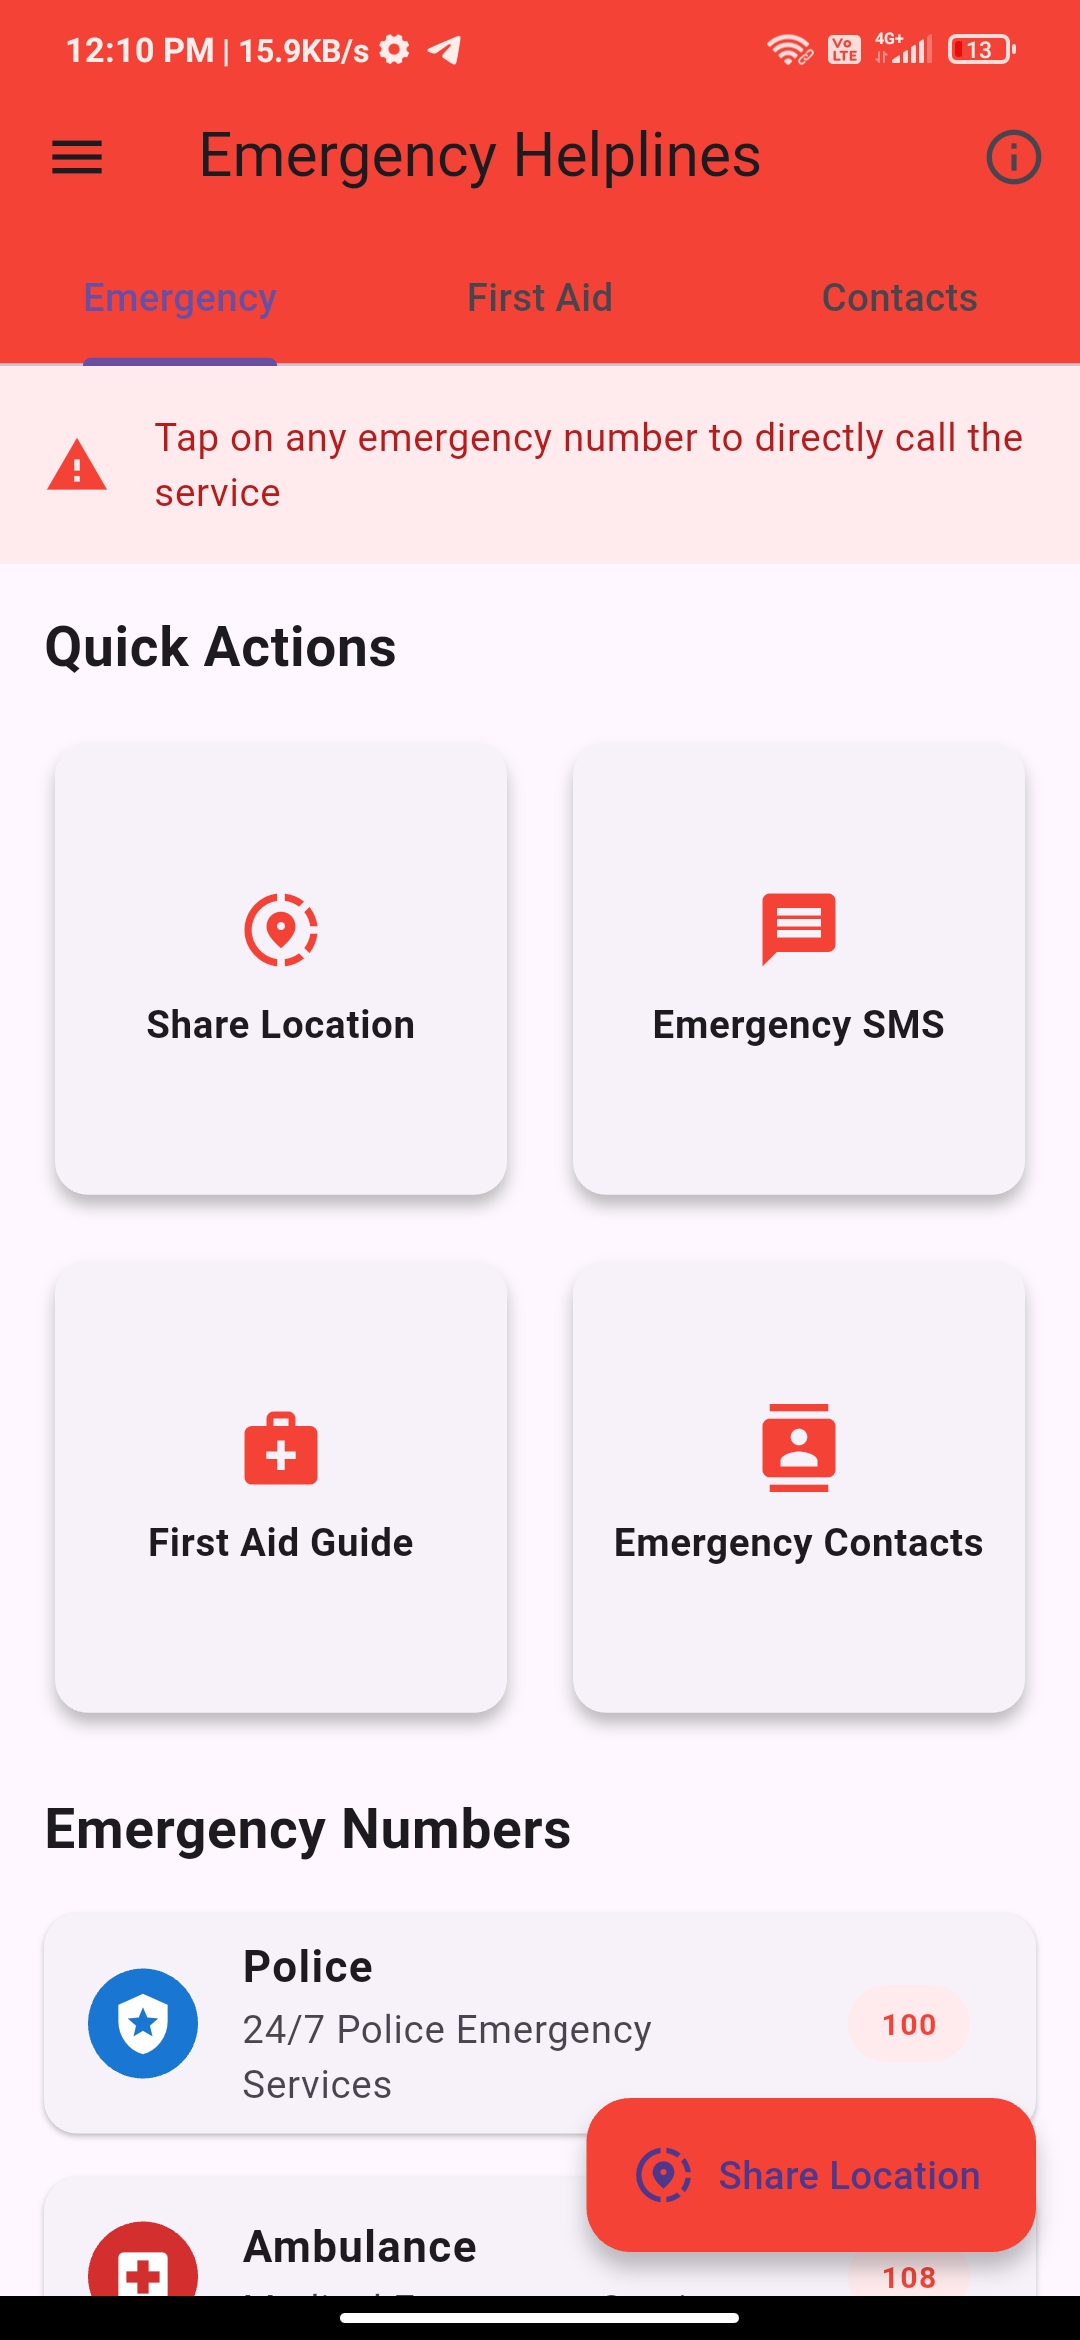 12:10 PM | 15.9KB/s
Vo
LTE
4G+
13
Emergency Helplines
Emergency
First Aid
Contacts
Tap on any emergency number to directly call the
service
Quick Actions
Share Location
Emergency SMS
First Aid Guide
Emergency Contacts
Emergency Numbers
Police
24/7 Police Emergency
Services
100
Share Location
Ambulance
108